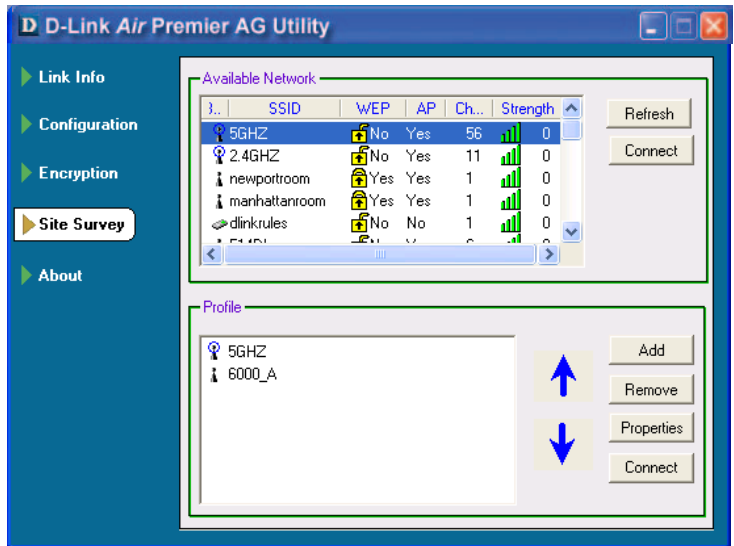 D D-Link Air Premier AG Utility
Link Info
Configuration
Encryption
Site Survey
About
Available Network
SSID WEP AP Ch... Strength
5GHZ No Yes 56 0
2.4GHZ No Yes 11 0
newportroom Yes Yes 1 0
manhattanroom Yes Yes 1 0
dlinkrules No No 1 0
Refresh
Connect
Profile
5GHZ
6000_A
Add
Remove
Properties
Connect